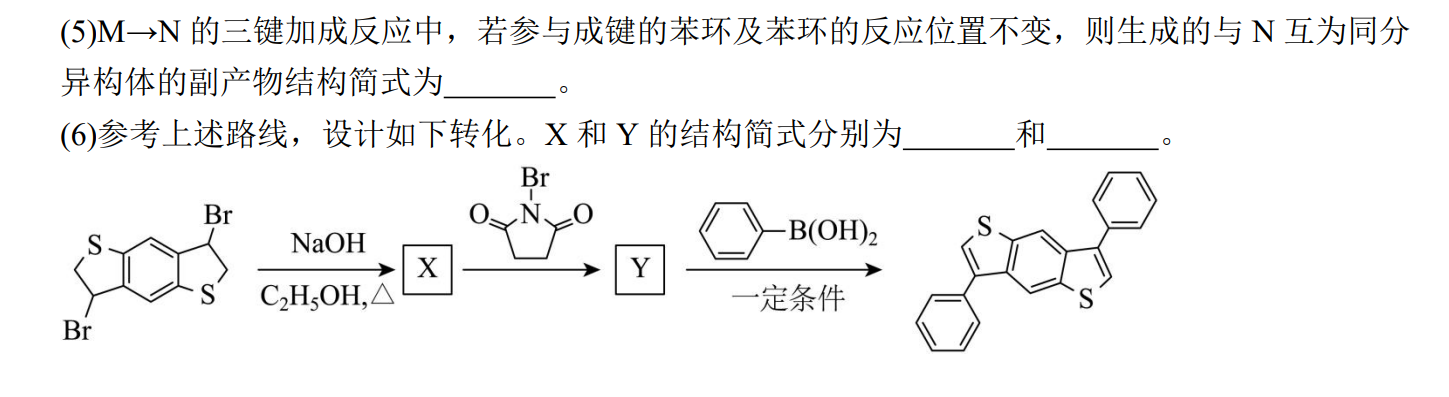 (5)M→N 的三键加成反应中，若参与成键的苯环及苯环的反应位置不变，则生成的与 N 互为同分
异构体的副产物结构简式为_______。
(6)参考上述路线，设计如下转化。X 和 Y 的结构简式分别为_______和_______。
Br
Br
S
S
Br
NaOH
C₂H₅OH,△
X
O
N
O
Y
B(OH)₂
一定条件
S
S